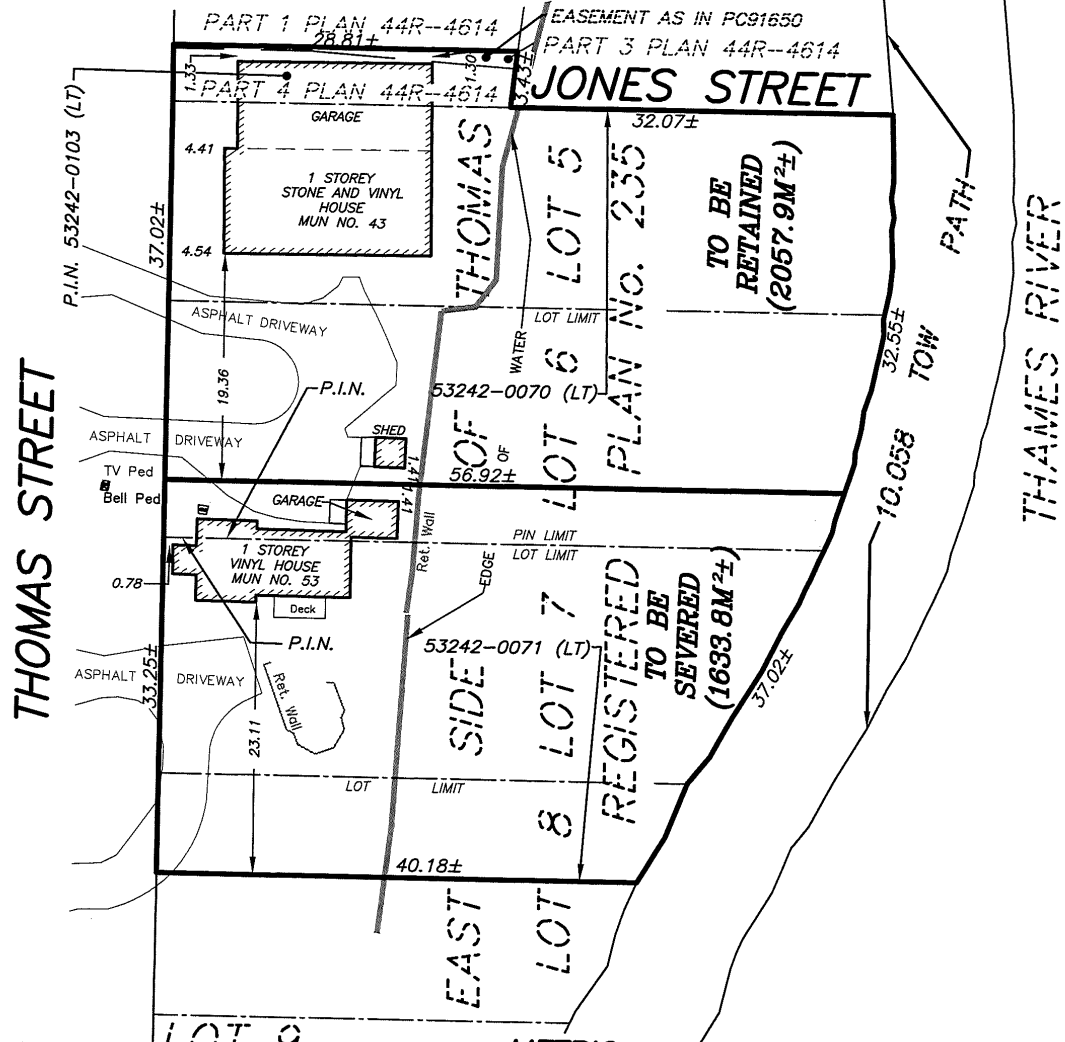 PART 1 PLAN 44R-4614
28.81±
EASEMENT AS IN PC91650
PART 3 PLAN 44R-4614
1.33
1.30
3.43±
PART 4 PLAN 44R-4614
JONES STREET
GARAGE
32.07±
P.I.N. 53242-0103 (LT)
4.41
1 STOREY
STONE AND VINYL
HOUSE
MUN NO. 43
4.54
37.02±
THOMAS
LOT 5
PLAN No. 235
TO BE
RETAINED
(2057.9M²±)
PATH
THAMES RIVER
ASPHALT DRIVEWAY
LOT LIMIT
WATER
32.55±
TOW
19.36
P.I.N.
53242-0070 (LT)
THOMAS STREET
ASPHALT DRIVEWAY
SHED
1.41
1.41
OF
OF
LOT 6
56.92±
10.058
TV Ped
Bell Ped
GARAGE
Ret. Wall
PIN LIMIT
LOT LIMIT
1 STOREY
VINYL HOUSE
MUN NO. 53
0.78
Deck
EDGE
P.I.N.
53242-0071 (LT)
LOT 7
REGISTERED
TO BE
SEVERED
(1633.8M²±)
37.02±
ASPHALT DRIVEWAY
33.25±
Ret. Wall
23.11
SIDE
LOT LIMIT
LOT 8
40.18±
EAST
LOT 9